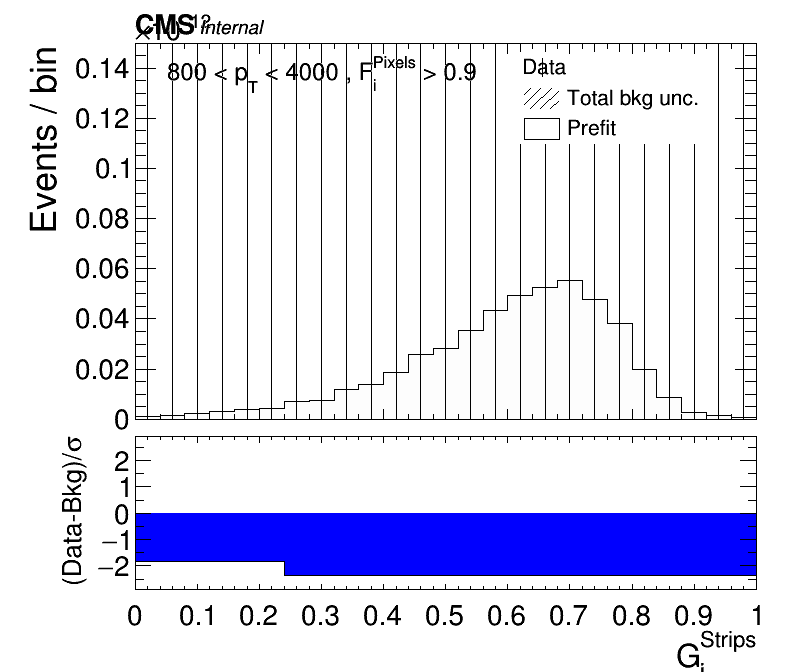 CMS Internal
×10¹²
800 < p_T < 4000 , F_i^Pixels > 0.9
Data
Total bkg unc.
Prefit
Events / bin
0.14
0.12
0.1
0.08
0.06
0.04
0.02
0
(Data-Bkg)/σ
2
1
0
−1
−2
0 0.1 0.2 0.3 0.4 0.5 0.6 0.7 0.8 0.9 1
G_i^Strips